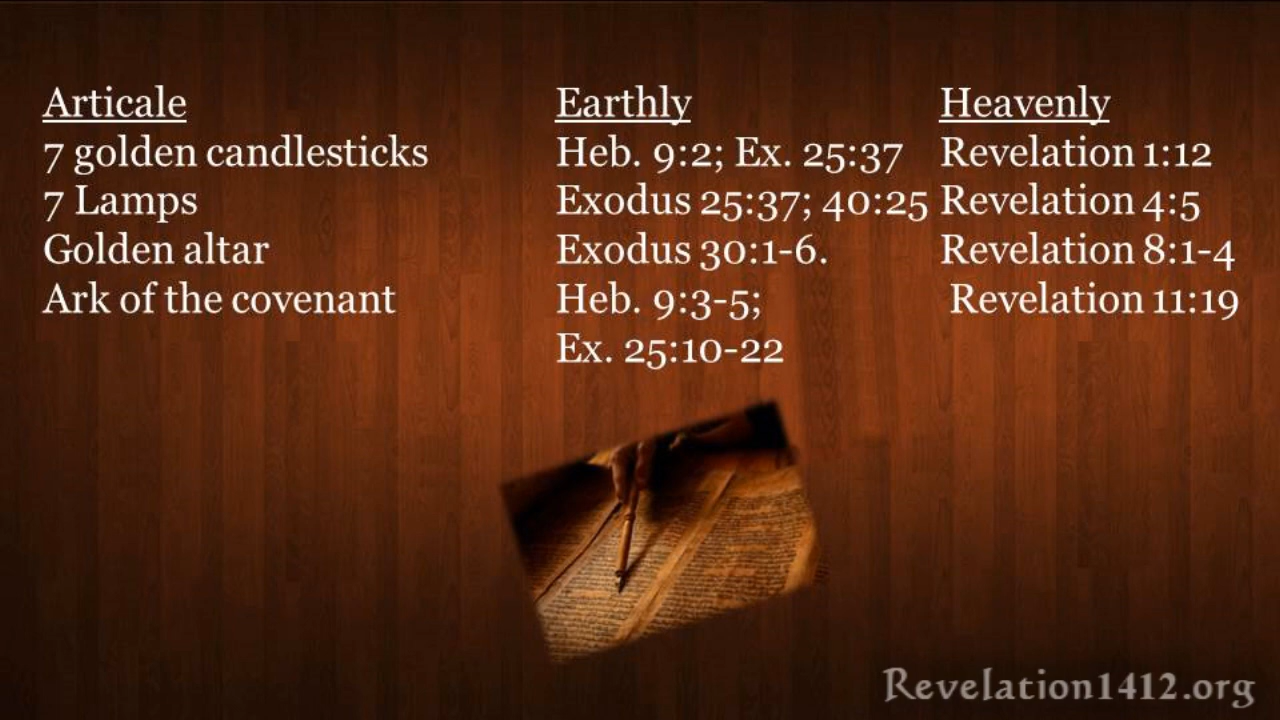 Articale Earthly Heavenly
7 golden candlesticks Heb. 9:2; Ex. 25:37 Revelation 1:12
7 Lamps Exodus 25:37; 40:25 Revelation 4:5
Golden altar Exodus 30:1-6. Revelation 8:1-4
Ark of the covenant Heb. 9:3-5; Revelation 11:19
Ex. 25:10-22
Revelation1412.org